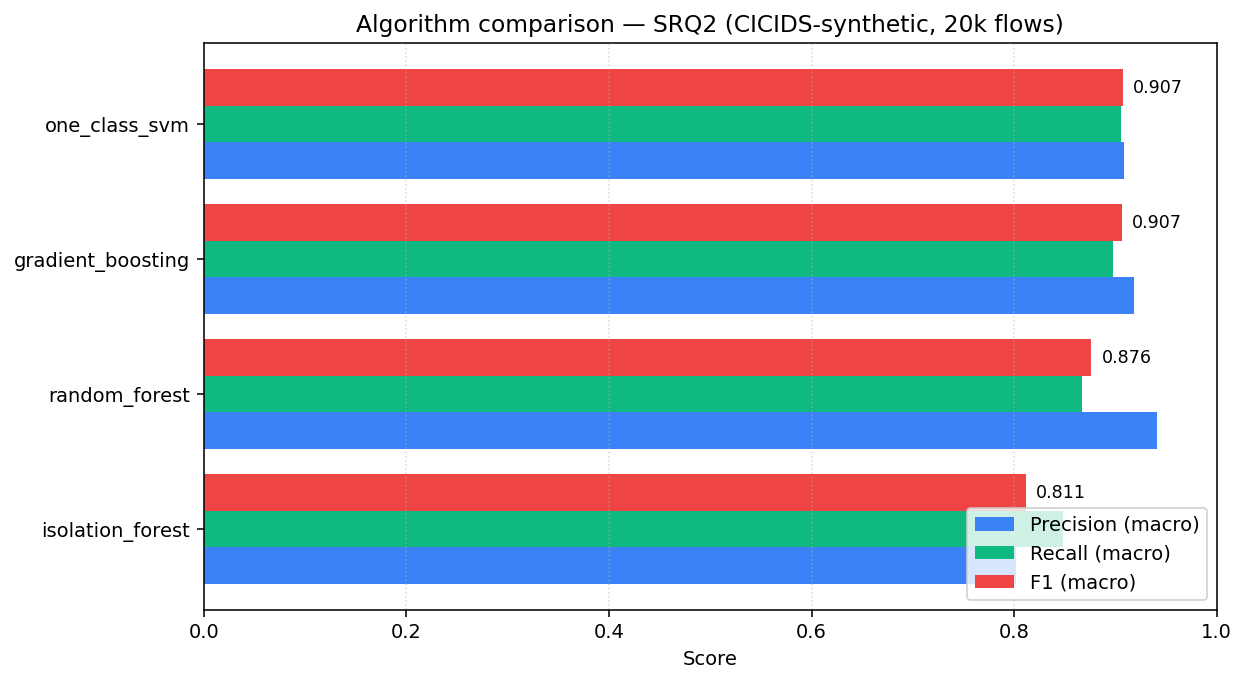 Algorithm comparison — SRQ2 (CICIDS-synthetic, 20k flows)
one_class_svm
0.907
gradient_boosting
0.907
random_forest
0.876
isolation_forest
0.811
Precision (macro)
Recall (macro)
F1 (macro)
0.0 0.2 0.4 0.6 0.8 1.0
Score